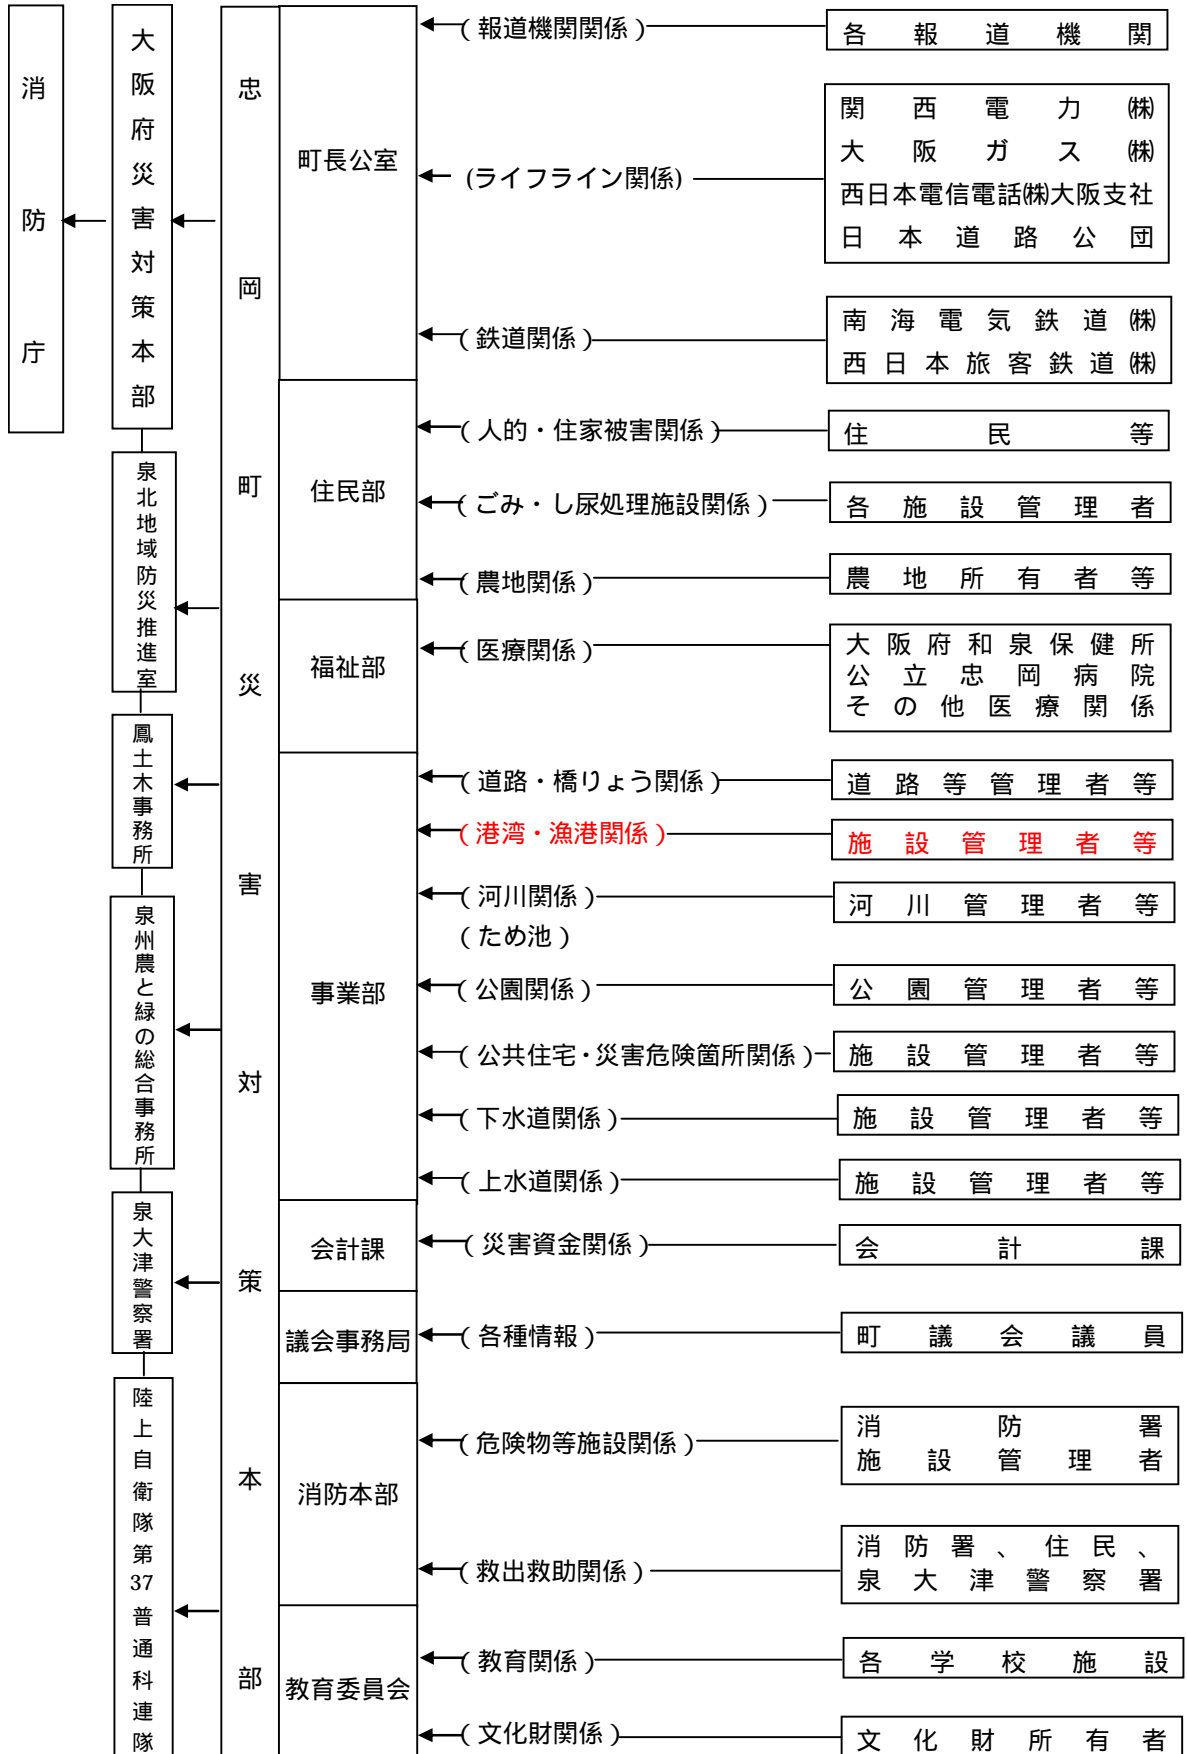 消防庁
大阪府災害対策本部
泉北地域防災推進室
鳳土木事務所
泉州農と緑の総合事務所
泉大津警察署
陸上自衛隊第37普通科連隊
忠岡町災害対策本部
町長公室
(報道機関関係)
各報道機関
(ライフライン関係)
関西電力㈱
大阪ガス㈱
西日本電信電話㈱大阪支社
日本道路公団
(鉄道関係)
南海電気鉄道㈱
西日本旅客鉄道㈱
住民部
(人的・住家被害関係)
住民等
(ごみ・し尿処理施設関係)
各施設管理者
(農地関係)
農地所有者等
福祉部
(医療関係)
大阪府和泉保健所
公立忠岡病院
その他医療関係
事業部
(道路・橋りょう関係)
道路等管理者等
(港湾・漁港関係)
施設管理者等
(河川関係)
(ため池)
河川管理者等
(公園関係)
公園管理者等
(公共住宅・災害危険箇所関係)
施設管理者等
(下水道関係)
施設管理者等
(上水道関係)
施設管理者等
会計課
(災害資金関係)
会計課
議会事務局
(各種情報)
町議会議員
消防本部
(危険物等施設関係)
消防署
施設管理者
(救出救助関係)
消防署、住民、
泉大津警察署
教育委員会
(教育関係)
各学校施設
(文化財関係)
文化財所有者